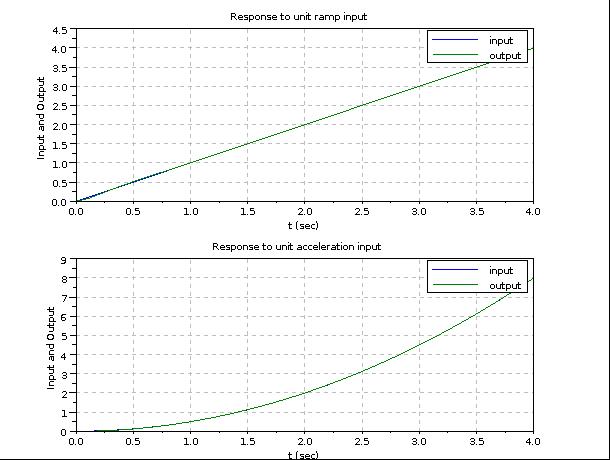 Response to unit ramp input
4.5
4.0
3.5
3.0
2.5
2.0
1.5
1.0
0.5
0.0
Input and Output
input
output
0.0 0.5 1.0 1.5 2.0 2.5 3.0 3.5 4.0
t (sec)
Response to unit acceleration input
9
8
7
6
5
4
3
2
1
0
Input and Output
input
output
0.0 0.5 1.0 1.5 2.0 2.5 3.0 3.5 4.0
t (sec)